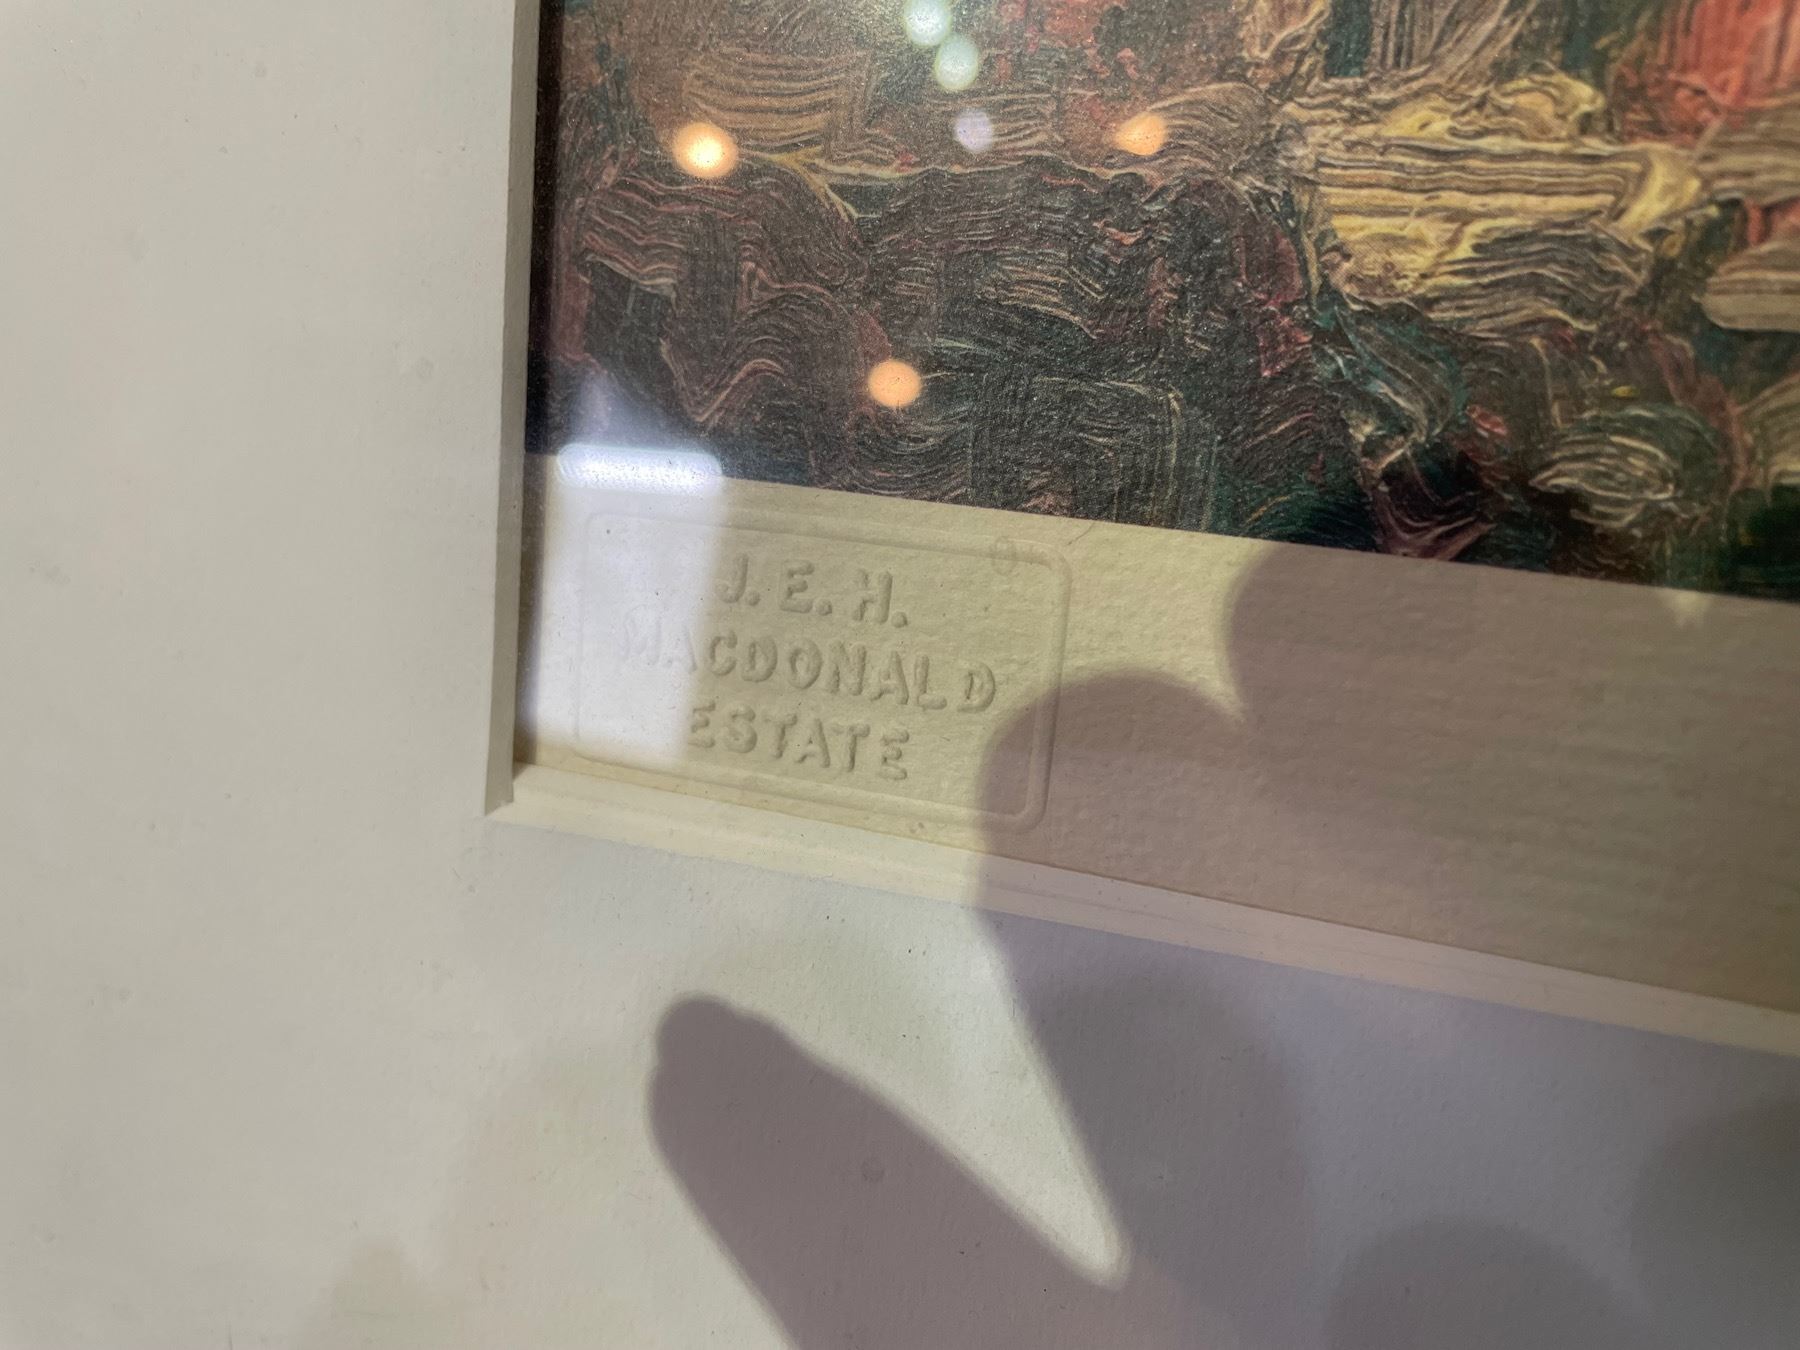 J. E. H.
MACDONALD
ESTATE